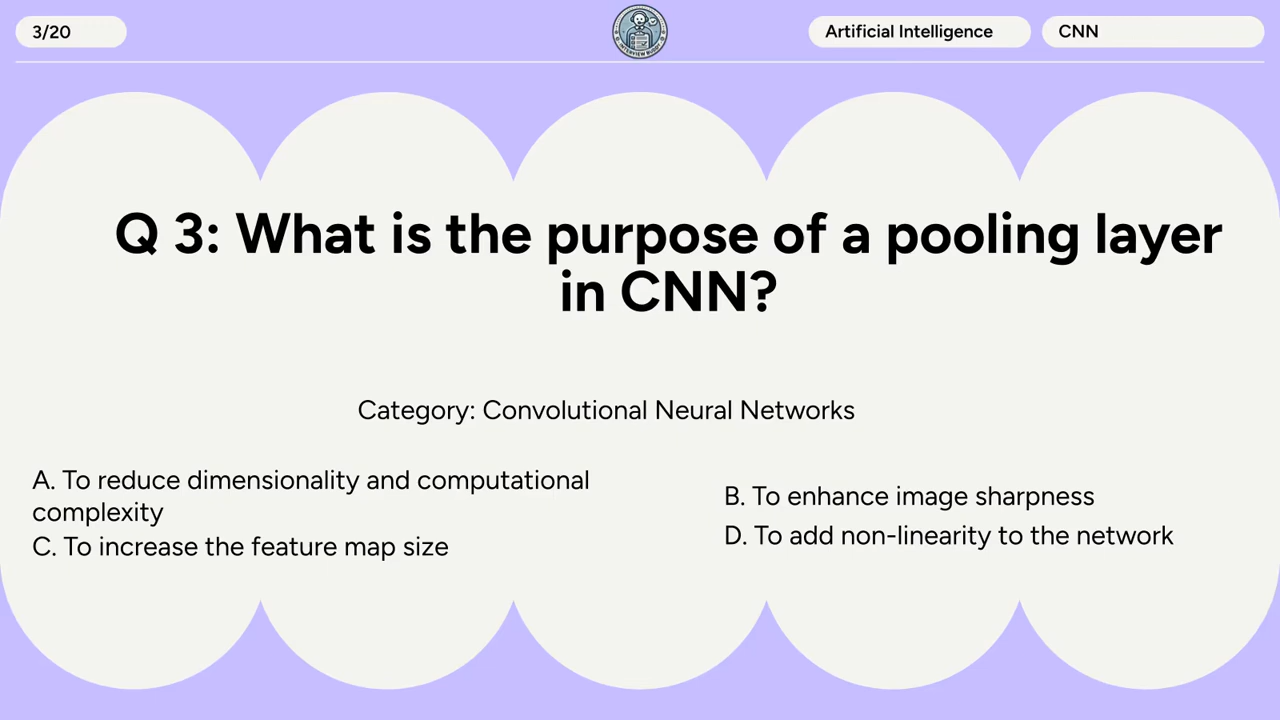 3/20
Artificial Intelligence
CNN
Q 3: What is the purpose of a pooling layer
in CNN?
Category: Convolutional Neural Networks
A. To reduce dimensionality and computational
complexity
B. To enhance image sharpness
C. To increase the feature map size
D. To add non-linearity to the network